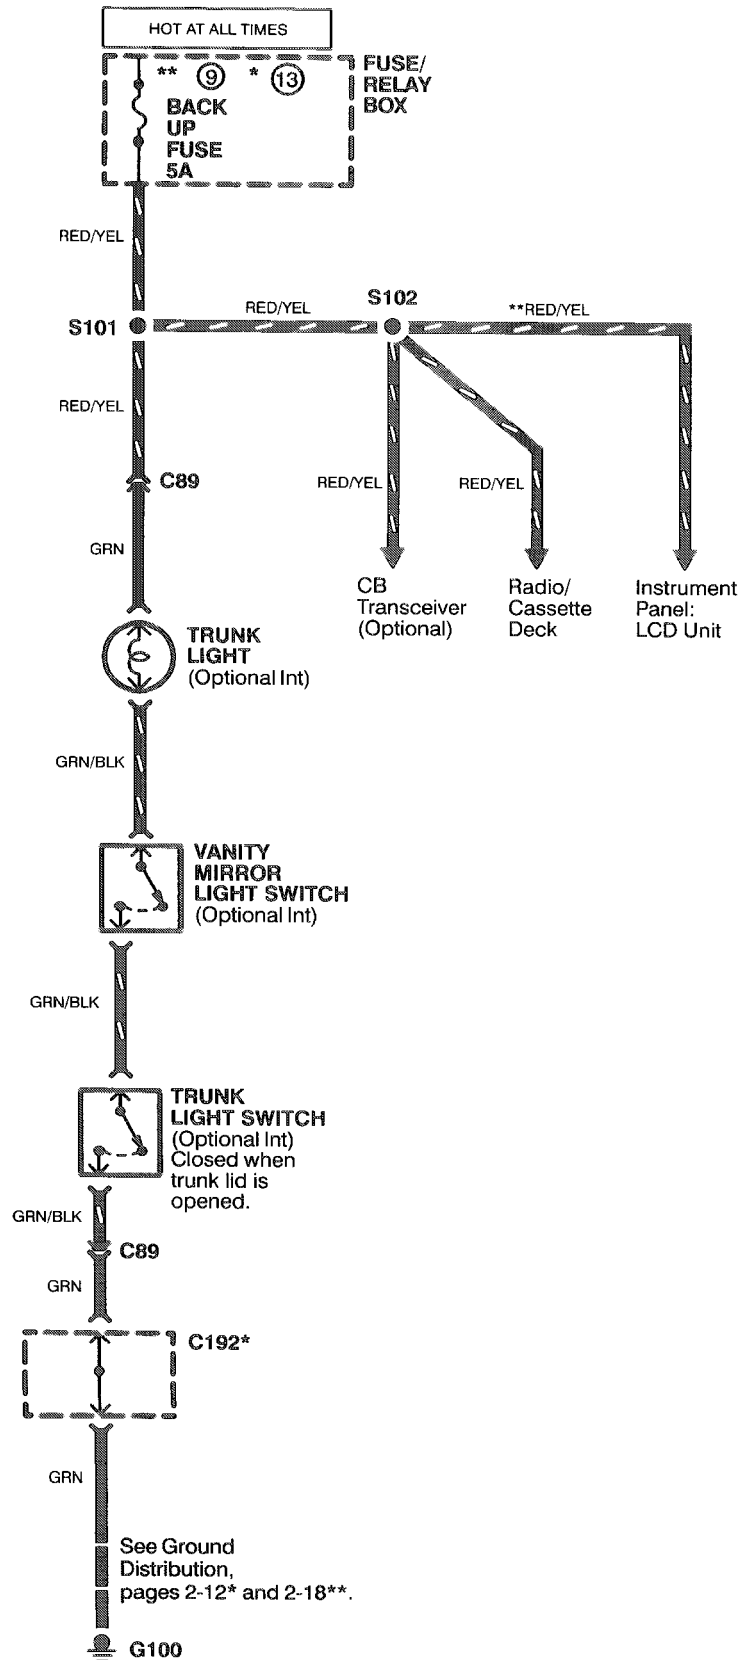 HOT AT ALL TIMES
** 9 * 13
FUSE/
RELAY
BOX
BACK
UP
FUSE
5A
RED/YEL
S101
RED/YEL
S102
**RED/YEL
RED/YEL
C89
RED/YEL
RED/YEL
GRN
CB
Transceiver
(Optional)
Radio/
Cassette
Deck
Instrument
Panel:
LCD Unit
TRUNK
LIGHT
(Optional Int)
GRN/BLK
VANITY
MIRROR
LIGHT SWITCH
(Optional Int)
GRN/BLK
TRUNK
LIGHT SWITCH
(Optional Int)
Closed when
trunk lid is
opened.
GRN/BLK
C89
GRN
C192*
GRN
See Ground
Distribution,
pages 2-12* and 2-18**.
G100